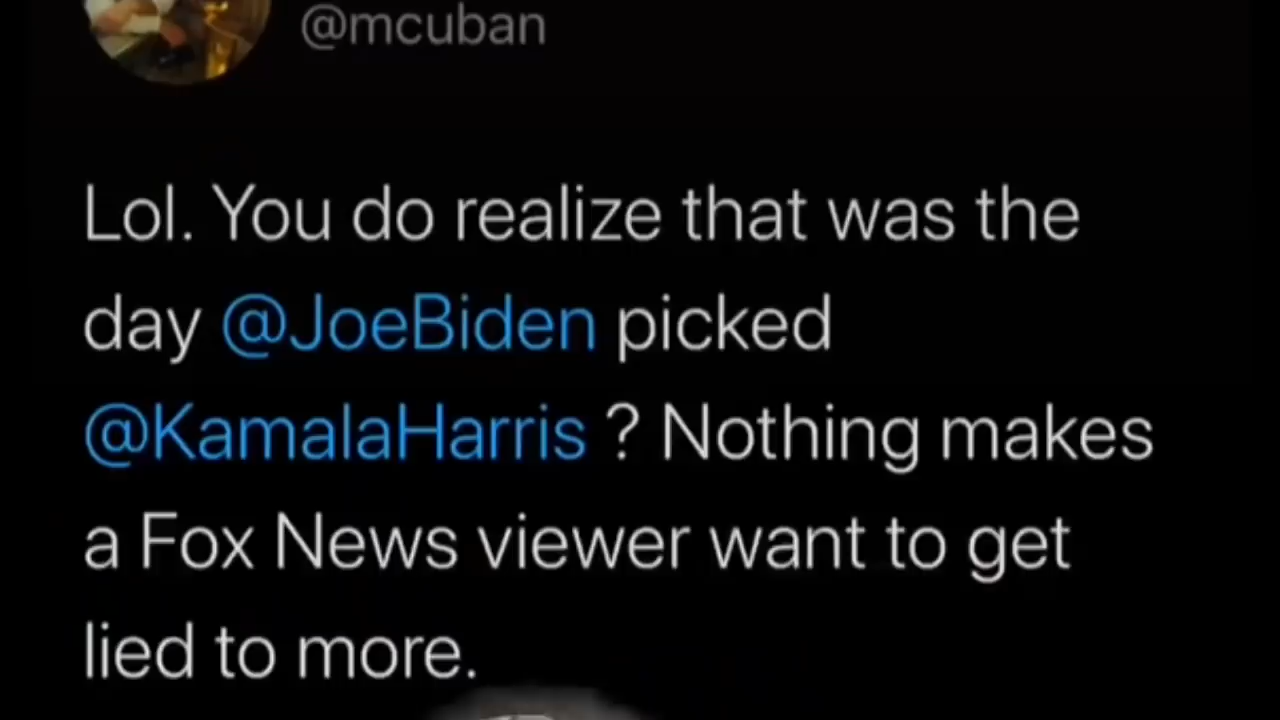 @mcuban
Lol. You do realize that was the
day @JoeBiden picked
@KamalaHarris ? Nothing makes
a Fox News viewer want to get
lied to more.